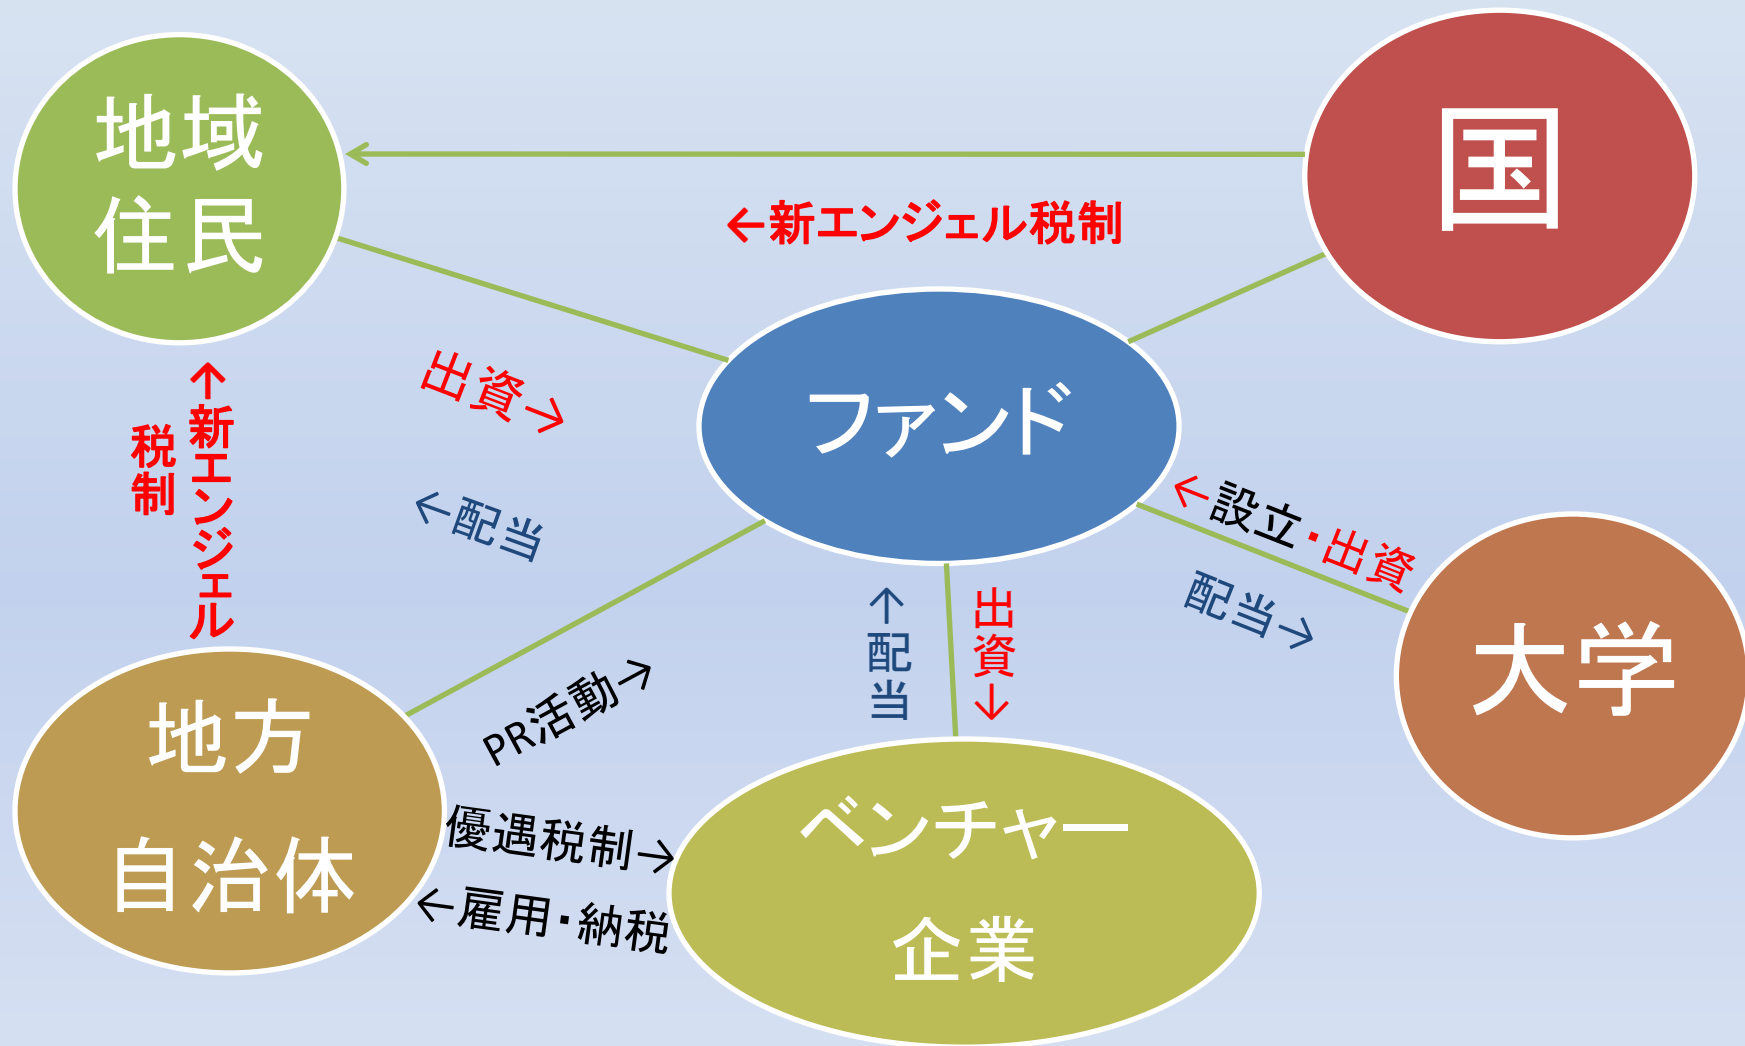 地域
住民
国
←新エンジェル税制
ファンド
出資→
←配当
↑新エンジェル
税制
←設立・出資
配当→
↑配当
出資↓
大学
PR活動→
地方
自治体
優遇税制→
←雇用・納税
ベンチャー
企業